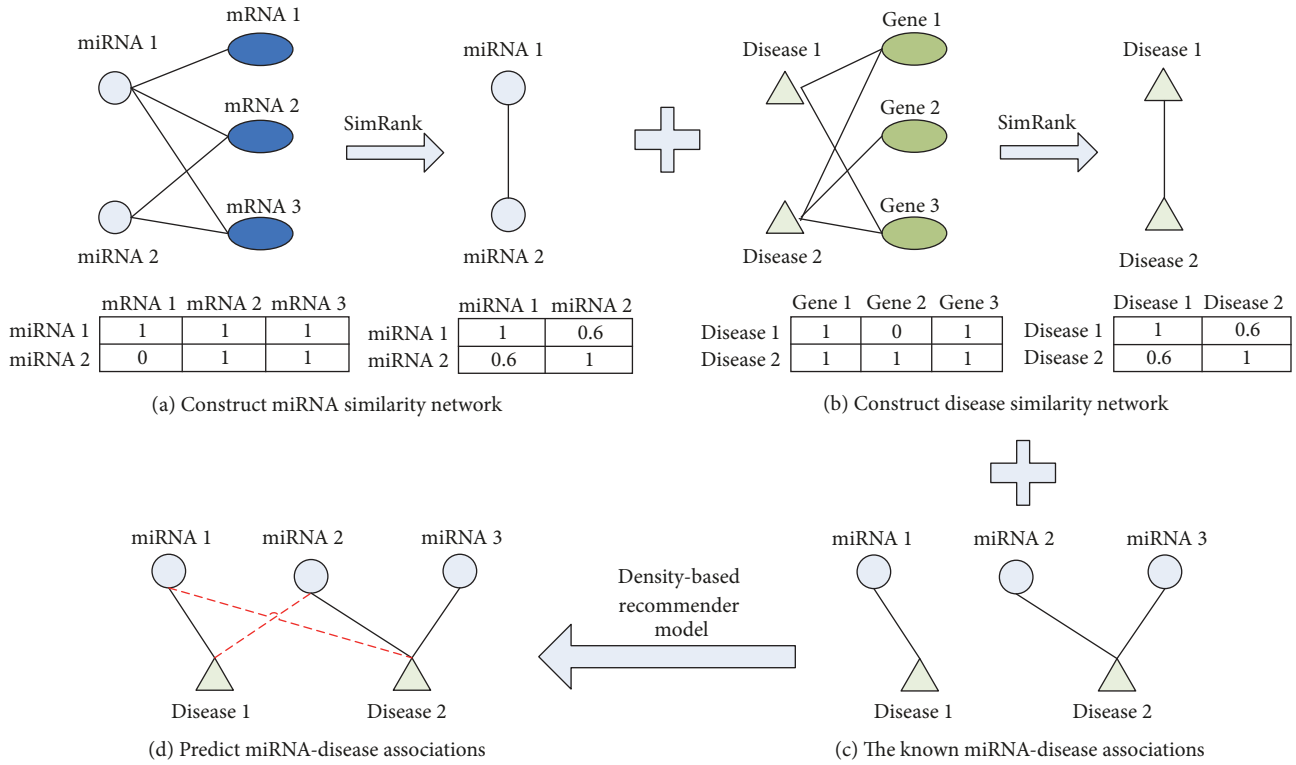 mRNA 1
miRNA 1
mRNA 2
mRNA 3
miRNA 2
SimRank
miRNA 1
miRNA 2
Gene 1
Disease 1
Gene 2
Gene 3
Disease 2
SimRank
Disease 1
Disease 2
mRNA 1 mRNA 2 mRNA 3
miRNA 1 1 1 1
miRNA 2 0 1 1
miRNA 1 miRNA 2
miRNA 1 1 0.6
miRNA 2 0.6 1
(a) Construct miRNA similarity network
Gene 1 Gene 2 Gene 3
Disease 1 1 0 1
Disease 2 1 1 1
Disease 1 Disease 2
Disease 1 1 0.6
Disease 2 0.6 1
(b) Construct disease similarity network
miRNA 1 miRNA 2 miRNA 3
Disease 1 Disease 2
(d) Predict miRNA-disease associations
Density-based
recommender
model
miRNA 1 miRNA 2 miRNA 3
Disease 1 Disease 2
(c) The known miRNA-disease associations